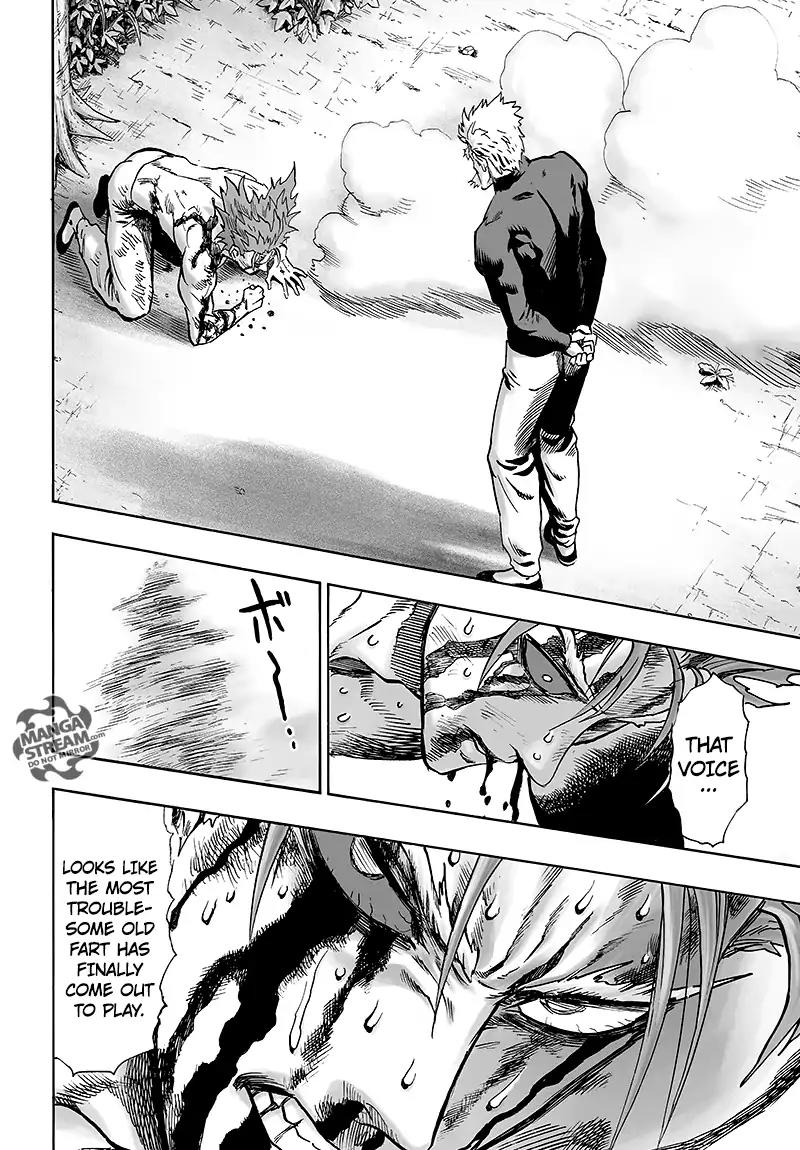 ボ〜…
MANGA
STREAM.com
DO NOT MIRROR
THAT
VOICE
...
LOOKS LIKE
THE MOST
TROUBLE-
SOME OLD
FART HAS
FINALLY
COME OUT
TO PLAY.